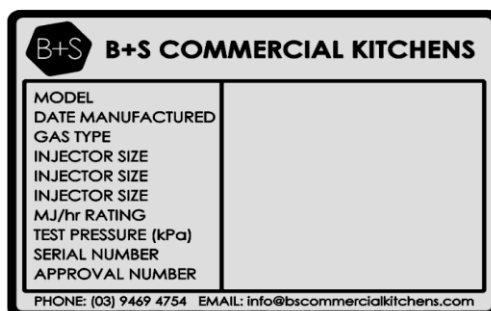 B+S B+S COMMERCIAL KITCHENS
MODEL
DATE MANUFACTURED
GAS TYPE
INJECTOR SIZE
INJECTOR SIZE
INJECTOR SIZE
MJ/hr RATING
TEST PRESSURE (kPa)
SERIAL NUMBER
APPROVAL NUMBER
PHONE: (03) 9469 4754 EMAIL: info@bscommercialkitchens.com